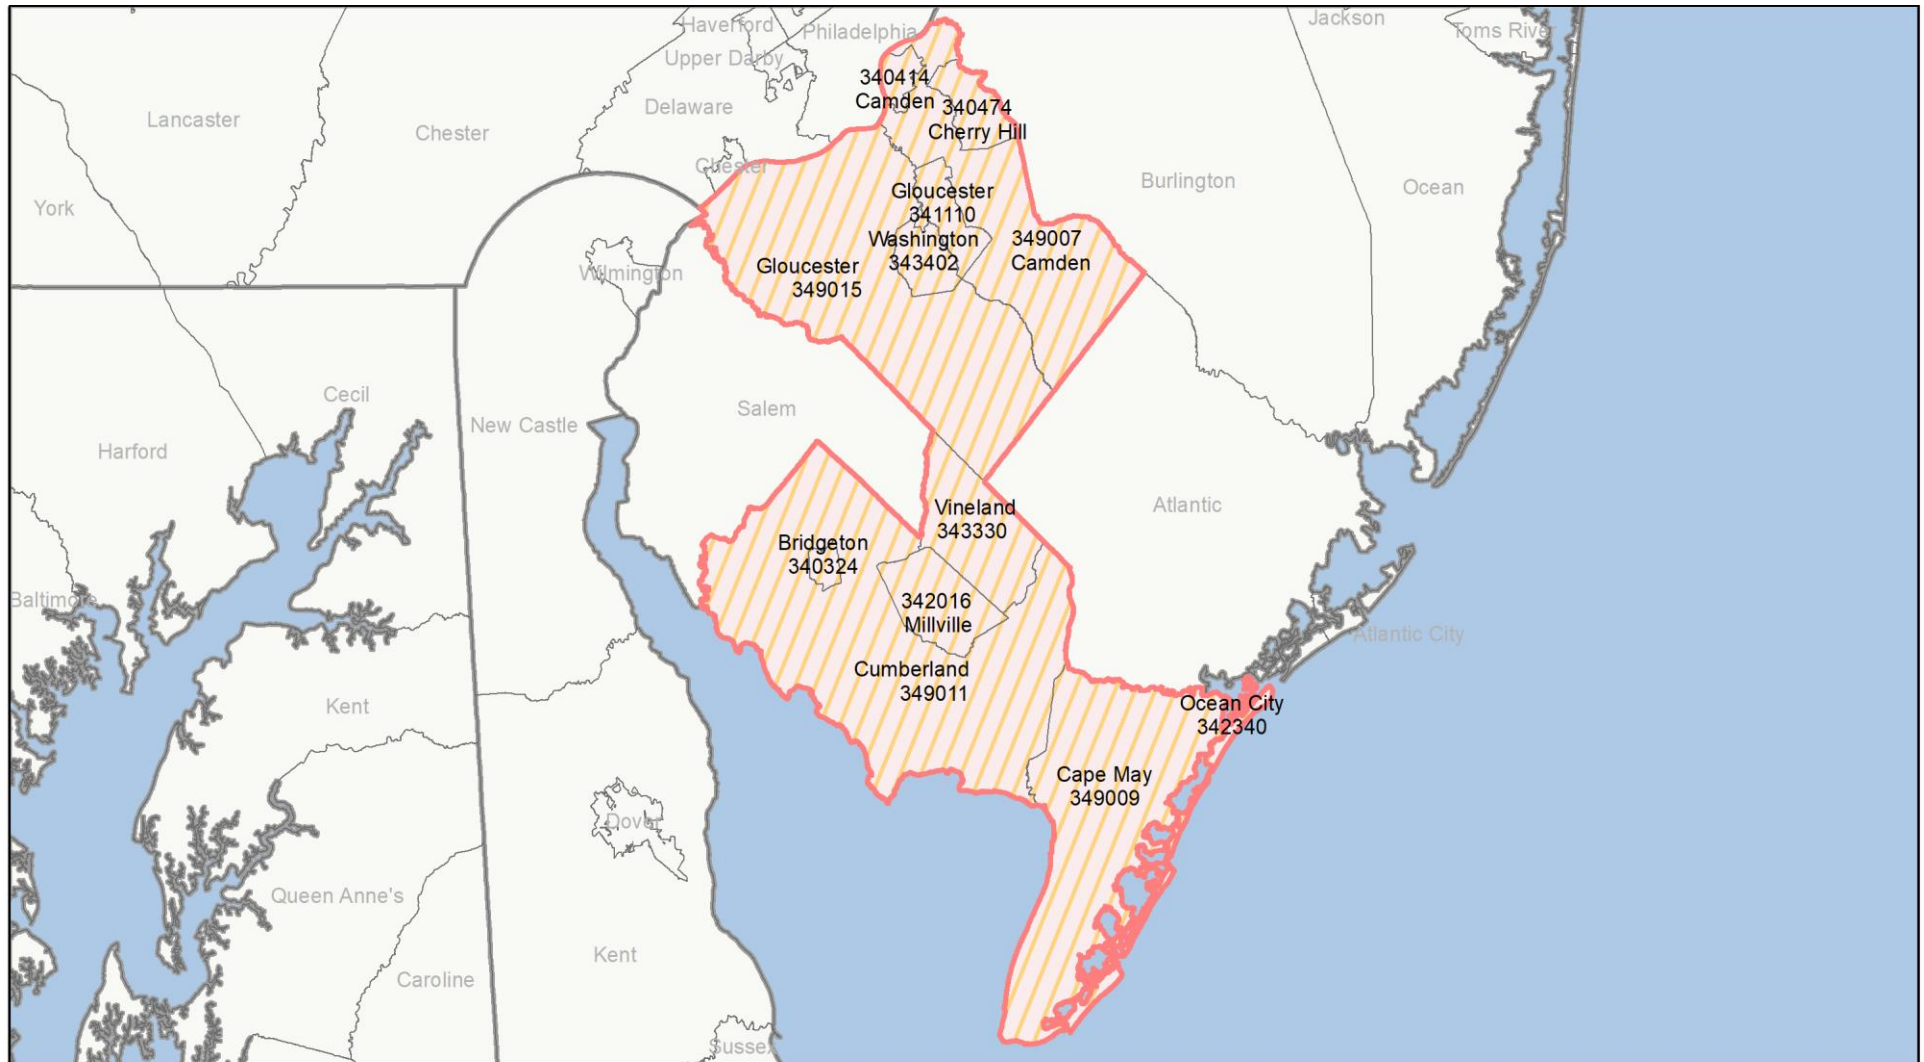 Haverford
Philadelphia
Jackson
Toms River
Upper Darby
340414
Camden
Lancaster
Delaware
340474
Cherry Hill
Chester
Chester
York
Gloucester
341110
Burlington
Ocean
Washington
343402
349007
Camden
Gloucester
349015
Wilmington
Cecil
Salem
New Castle
Harford
Vineland
343330
Atlantic
Bridgeton
340324
Baltimore
342016
Millville
Atlantic City
Cumberland
349011
Kent
Ocean City
342340
Cape May
349009
Dover
Queen Anne's
Kent
Caroline
Sussex